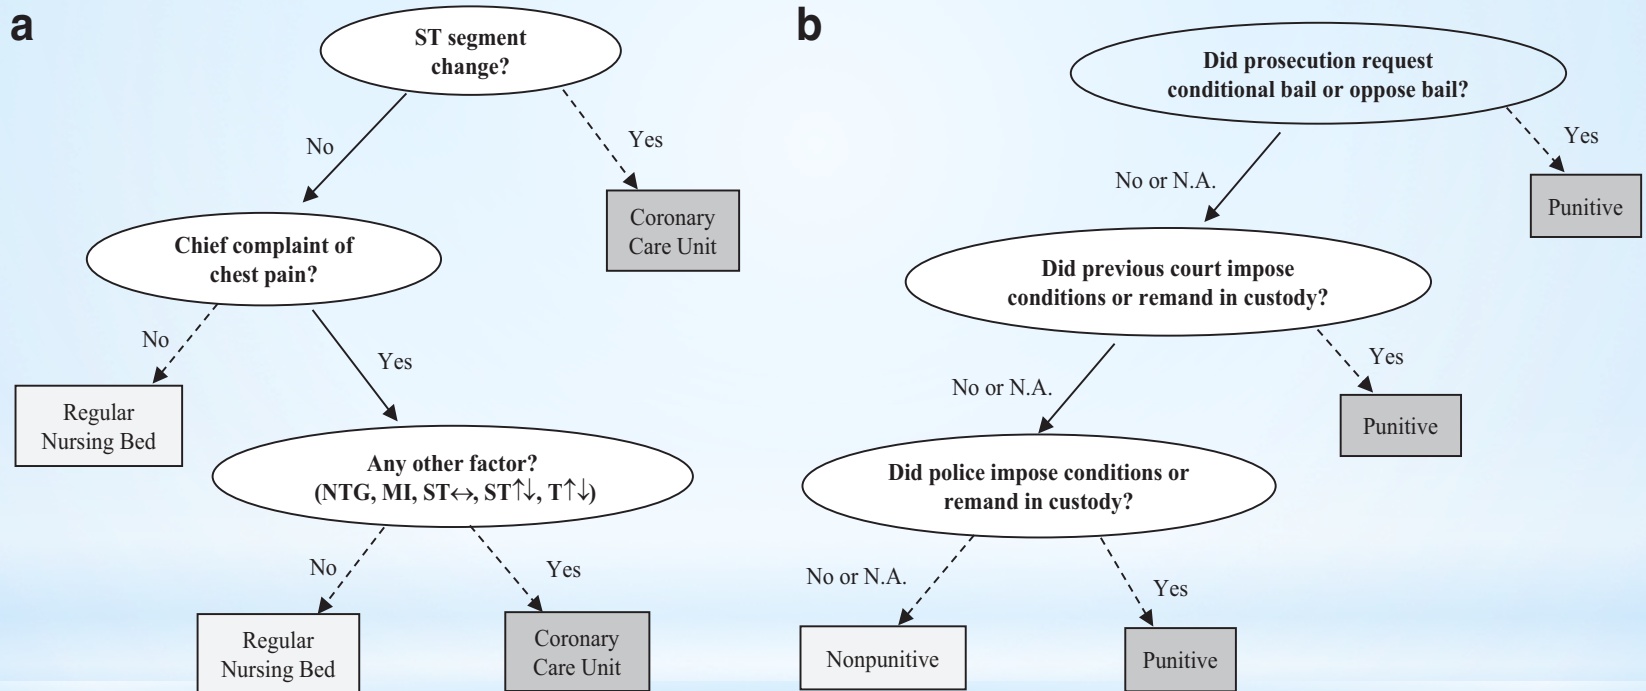 a
ST segment
change?
No
Yes
Coronary
Care Unit
Chief complaint of
chest pain?
No
Yes
Regular
Nursing Bed
Any other factor?
(NTG, MI, ST↔, ST↑↓, T↑↓)
No
Yes
Regular
Nursing Bed
Coronary
Care Unit
b
Did prosecution request
conditional bail or oppose bail?
Yes
No or N.A.
Punitive
Did previous court impose
conditions or remand in custody?
Yes
No or N.A.
Punitive
Did police impose conditions or
remand in custody?
No or N.A.
Yes
Nonpunitive
Punitive